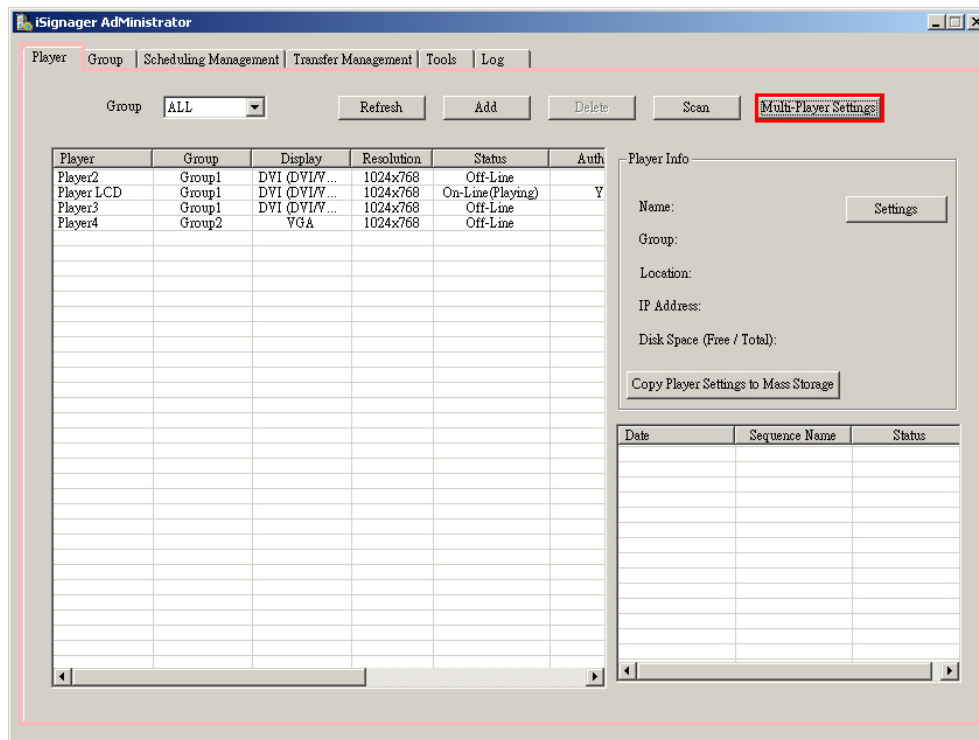 iSignager AdMinistrator
Player Group Scheduling Management Transfer Management Tools Log
Group ALL Refresh Add Delete Scan Multi-Player Settings
Player Group Display Resolution Status Auth
Player2 Group1 DVI (DVI/V... 1024x768 Off-Line
Player LCD Group1 DVI (DVI/V... 1024x768 On-Line(Playing) Y
Player3 Group1 DVI (DVI/V... 1024x768 Off-Line
Player4 Group2 VGA 1024x768 Off-Line
Player Info
Name: Settings
Group:
Location:
IP Address:
Disk Space (Free / Total):
Copy Player Settings to Mass Storage
Date Sequence Name Status